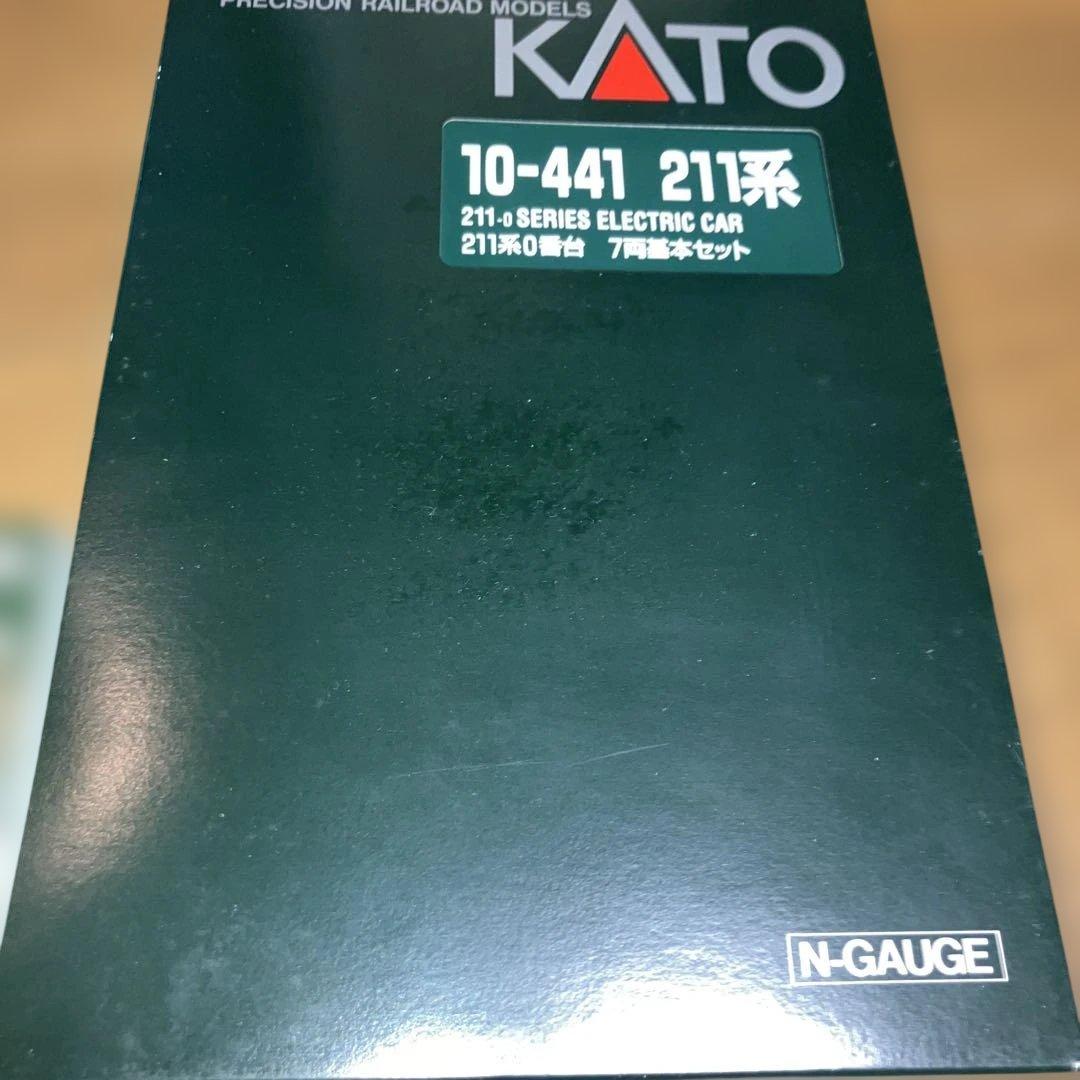 PRECISION RAILROAD MODELS
KATO
10-441 211系
211-0 SERIES ELECTRIC CAR
211系0番台 7両基本セット
N-GAUGE